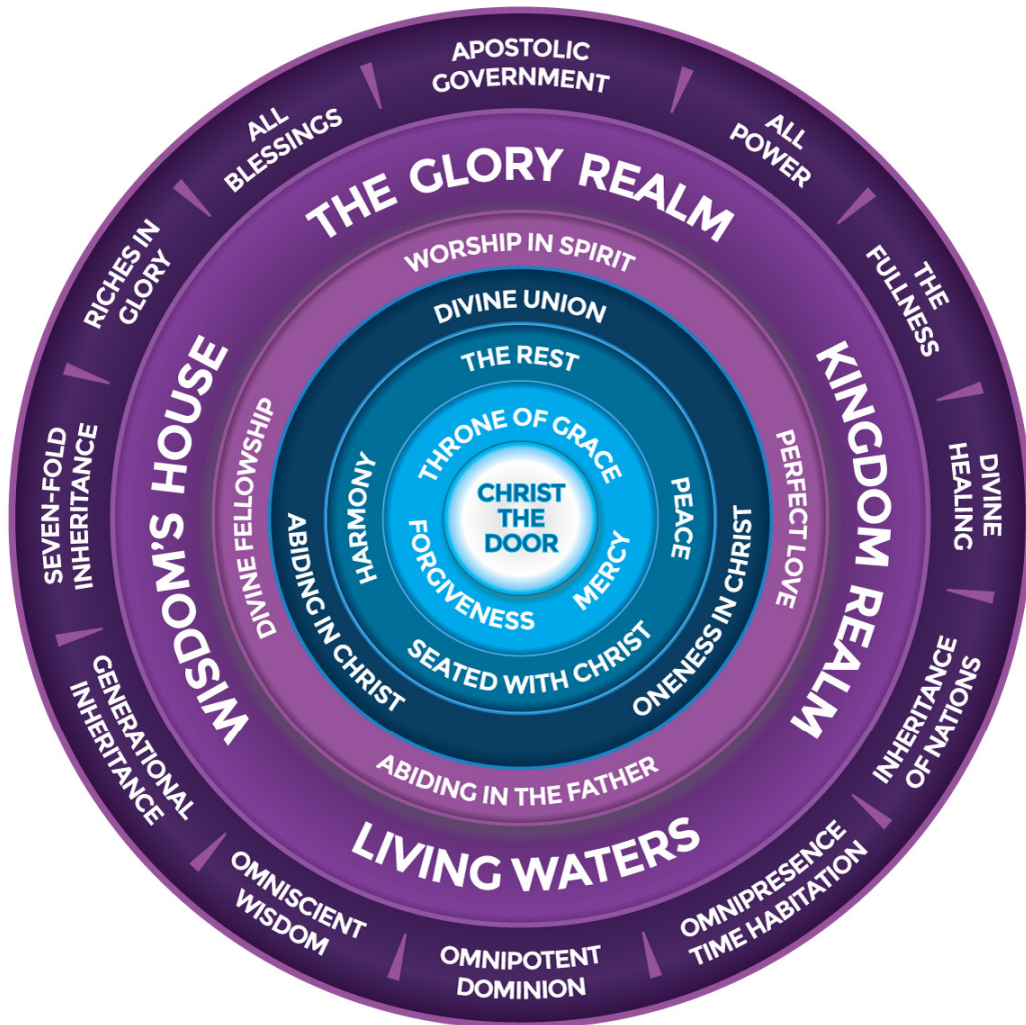 APOSTOLIC
GOVERNMENT
ALL
POWER
THE
FULLNESS
DIVINE
HEALING
INHERITANCE
OF NATIONS
OMNIPRESENCE
TIME HABITATION
OMNIPOTENT
DOMINION
OMNISCIENT
WISDOM
GENERATIONAL
INHERITANCE
SEVEN-FOLD
INHERITANCE
RICHES IN
GLORY
ALL
BLESSINGS
THE GLORY REALM
KINGDOM REALM
LIVING WATERS
WISDOM'S HOUSE
WORSHIP IN SPIRIT
PERFECT LOVE
ABIDING IN THE FATHER
DIVINE FELLOWSHIP
DIVINE UNION
ONENESS IN CHRIST
ABIDING IN CHRIST
THE REST
PEACE
SEATED WITH CHRIST
HARMONY
THRONE OF GRACE
MERCY
FORGIVENESS
CHRIST
THE
DOOR